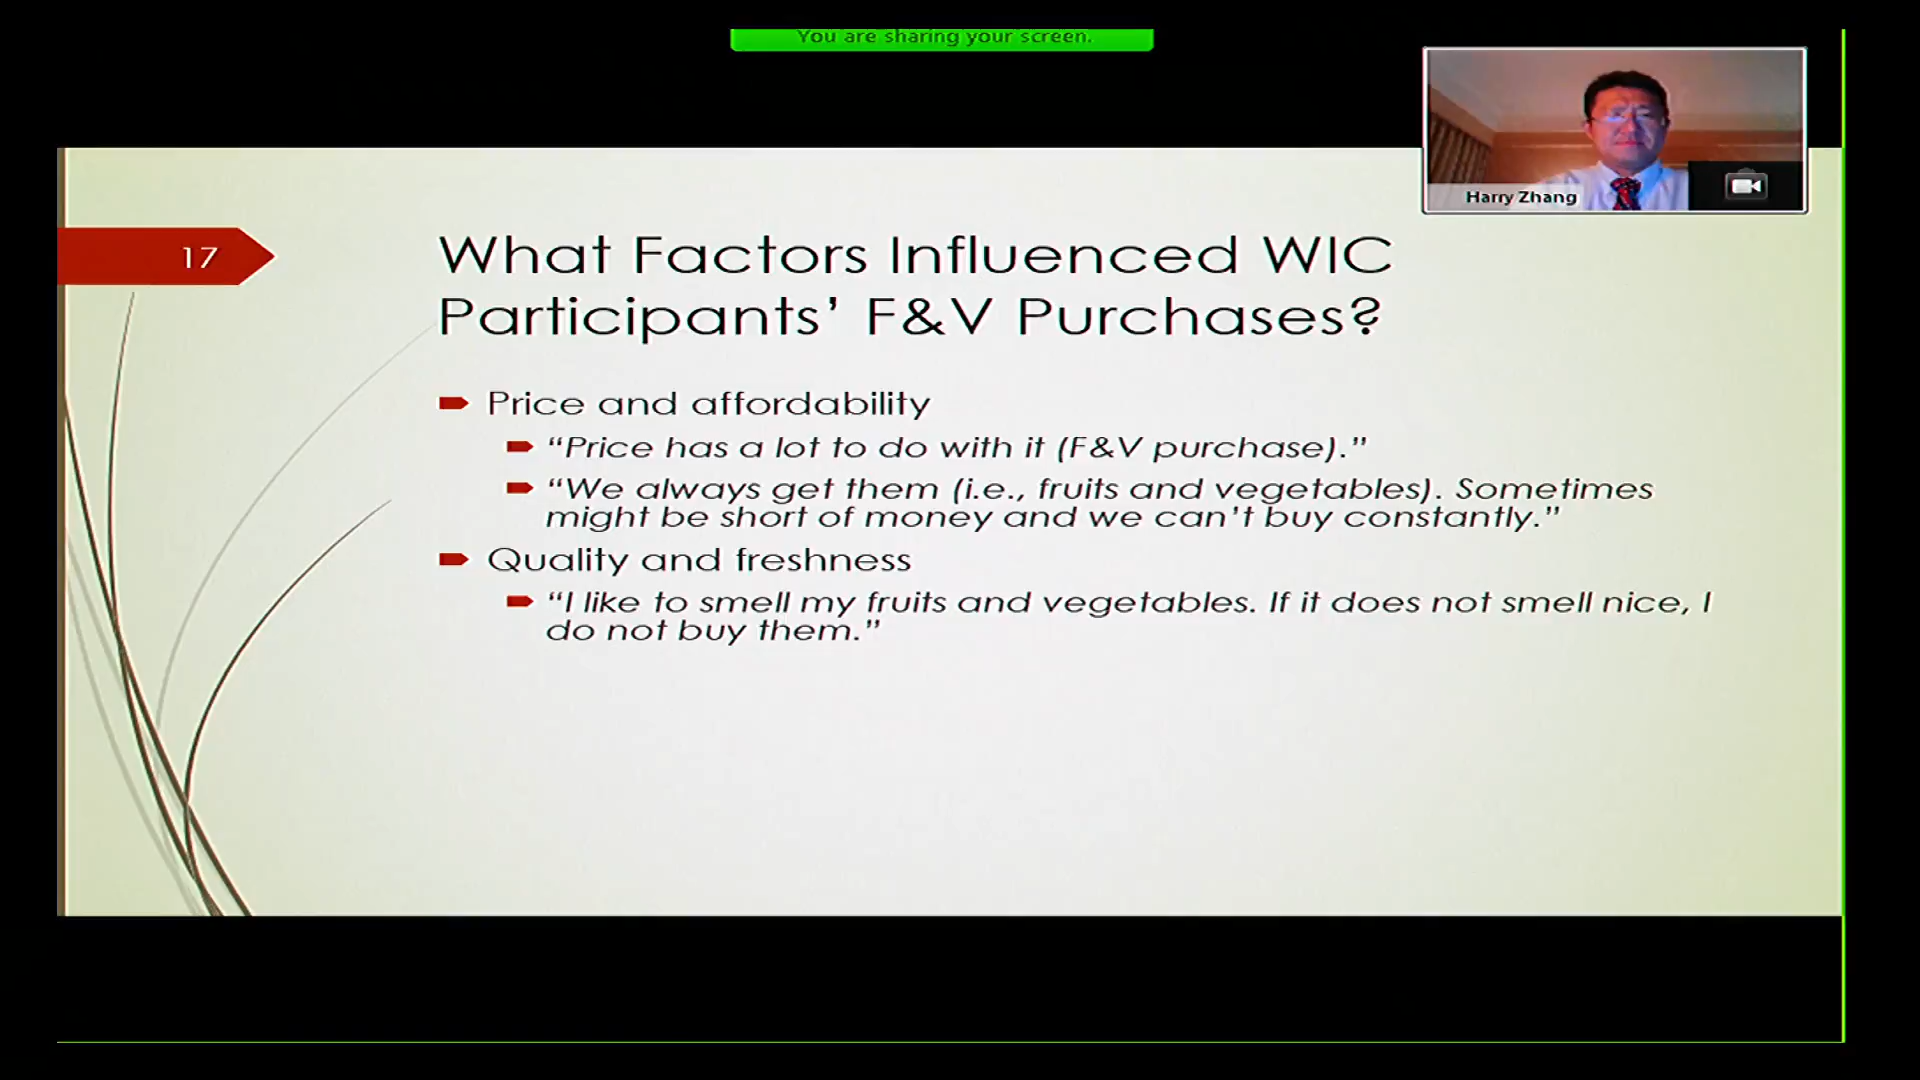 You are sharing your screen.
Harry Zhang
17
What Factors Influenced WIC
Participants’ F&V Purchases?
Price and affordability
“Price has a lot to do with it (F&V purchase).”
“We always get them (i.e., fruits and vegetables). Sometimes
might be short of money and we can’t buy constantly.”
Quality and freshness
“I like to smell my fruits and vegetables. If it does not smell nice, I
do not buy them.”